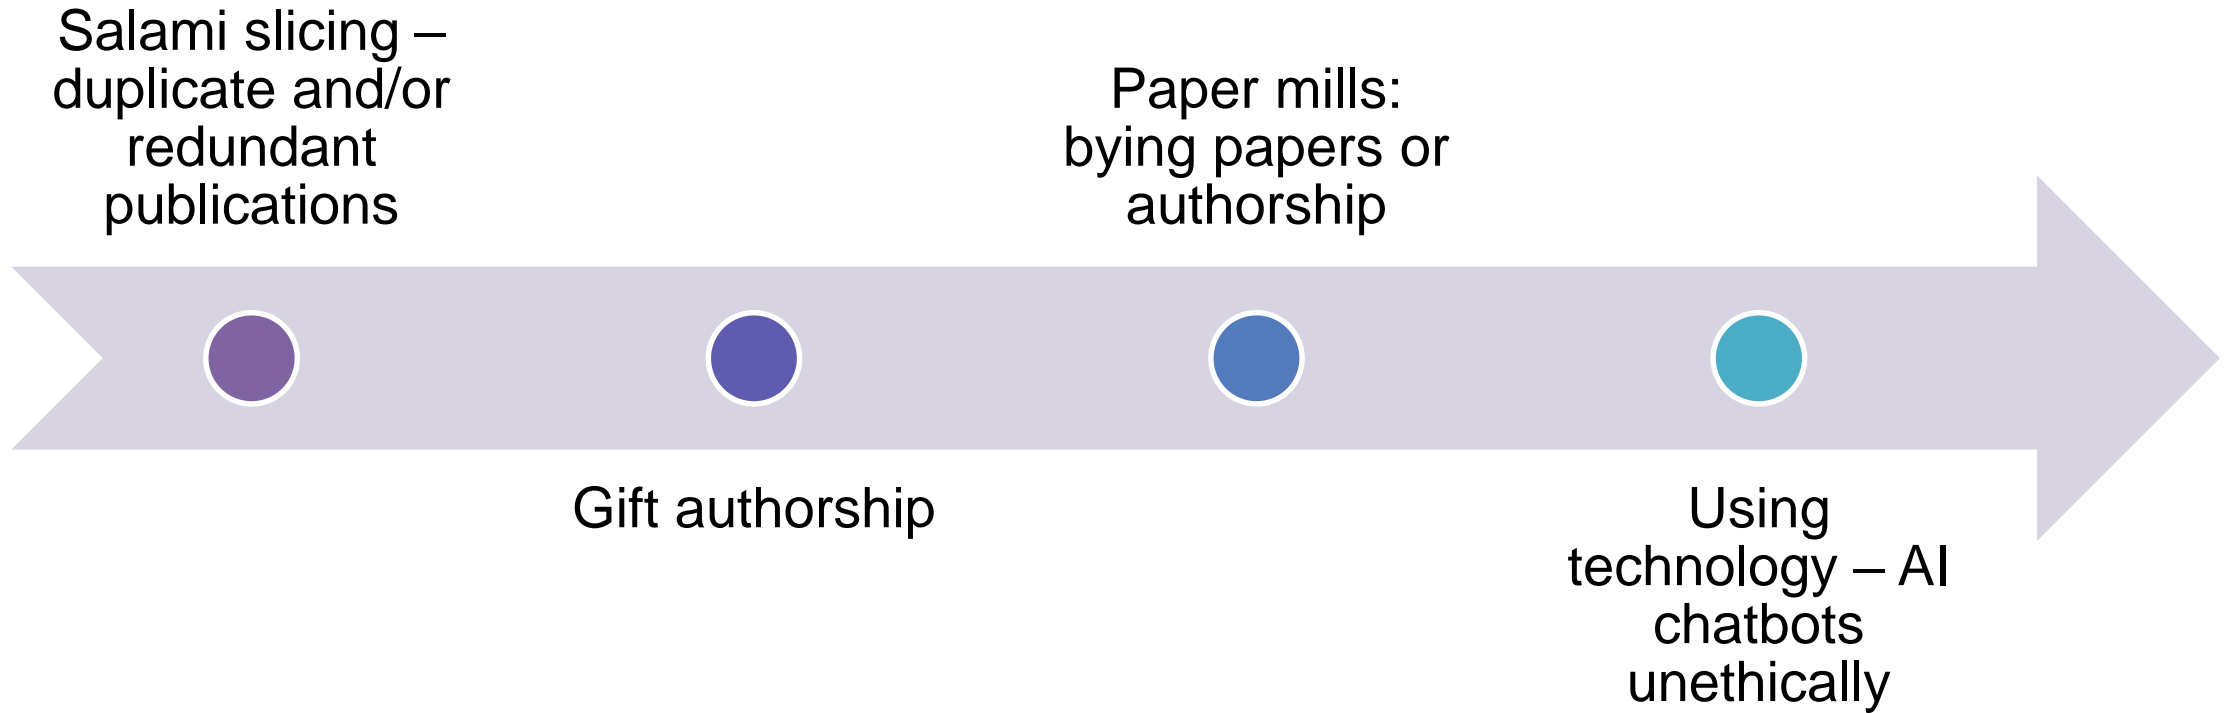 Salami slicing –
duplicate and/or
redundant
publications
Gift authorship
Paper mills:
bying papers or
authorship
Using
technology – AI
chatbots
unethically